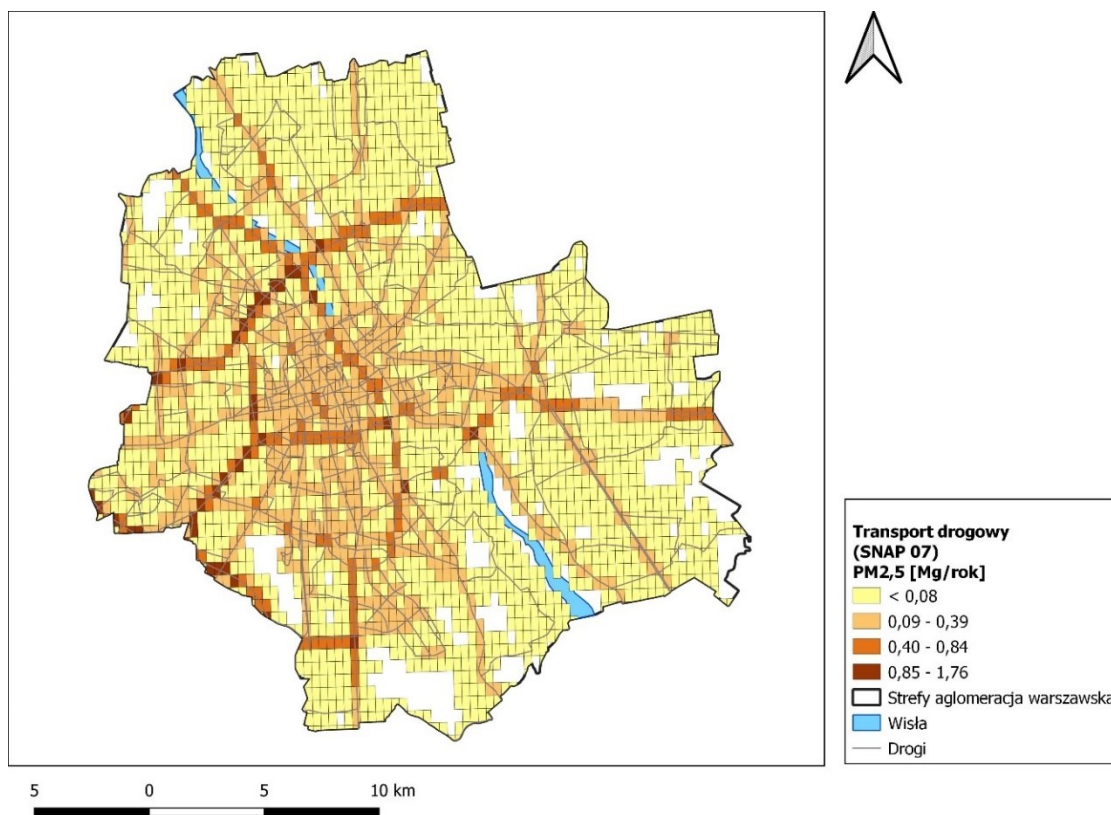 Transport drogowy
(SNAP 07)
PM2,5 [Mg/rok]
< 0,08
0,09 - 0,39
0,40 - 0,84
0,85 - 1,76
Strefy aglomeracja warszawska
Wisła
Drogi
5 0 5 10 km